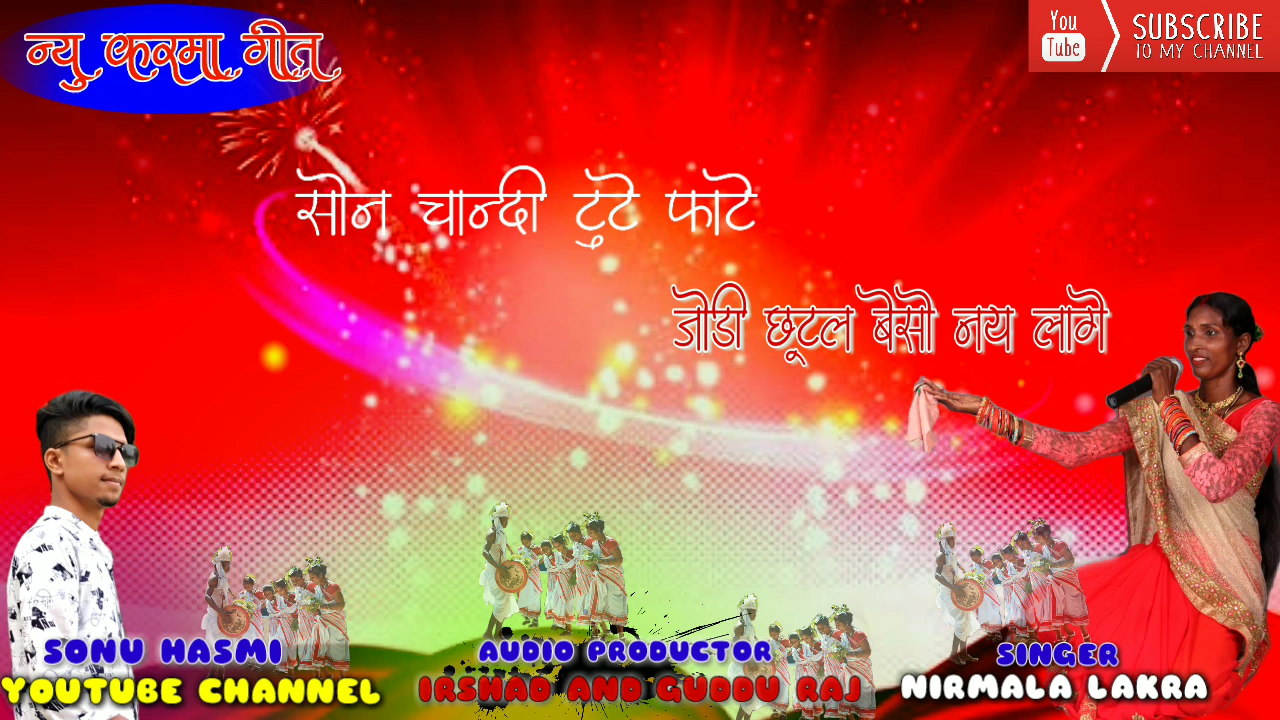 न्यु करमा गीत
You Tube
SUBSCRIBE
TO MY CHANNEL
सोन चान्दी टुटे फाटे
जोडी छूटल बेसो नय लागे
SONU HASMI
YOUTUBE CHANNEL
AUDIO PRODUCTOR
IRSHAD AND GUDDU RAJ
SINGER
NIRMALA LAKRA